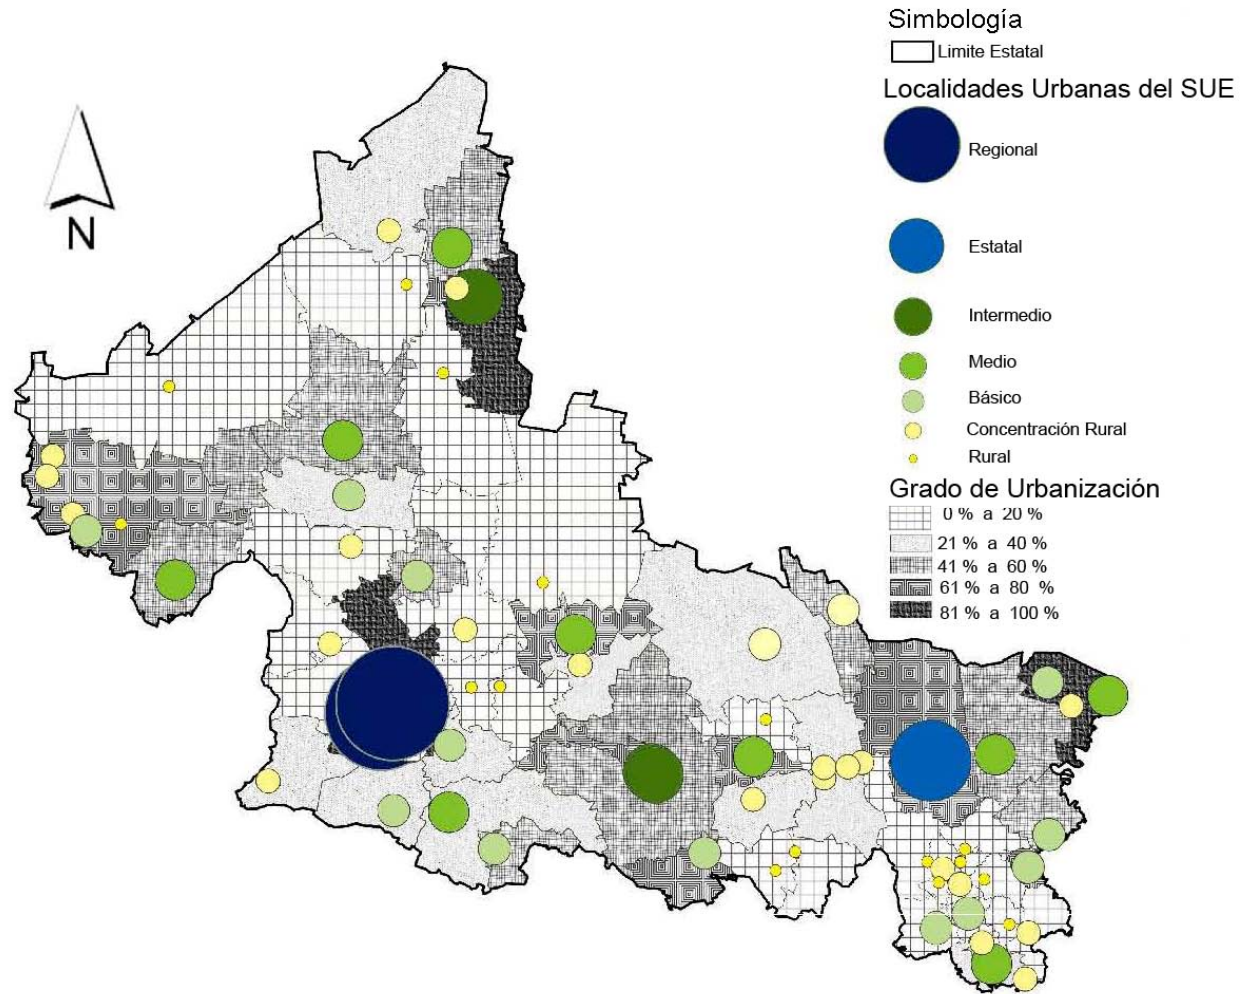 Simbología
Limite Estatal
Localidades Urbanas del SUE
Regional
Estatal
Intermedio
Medio
Básico
Concentración Rural
Rural
Grado de Urbanización
0 % a 20 %
21 % a 40 %
41 % a 60 %
61 % a 80 %
81 % a 100 %
N